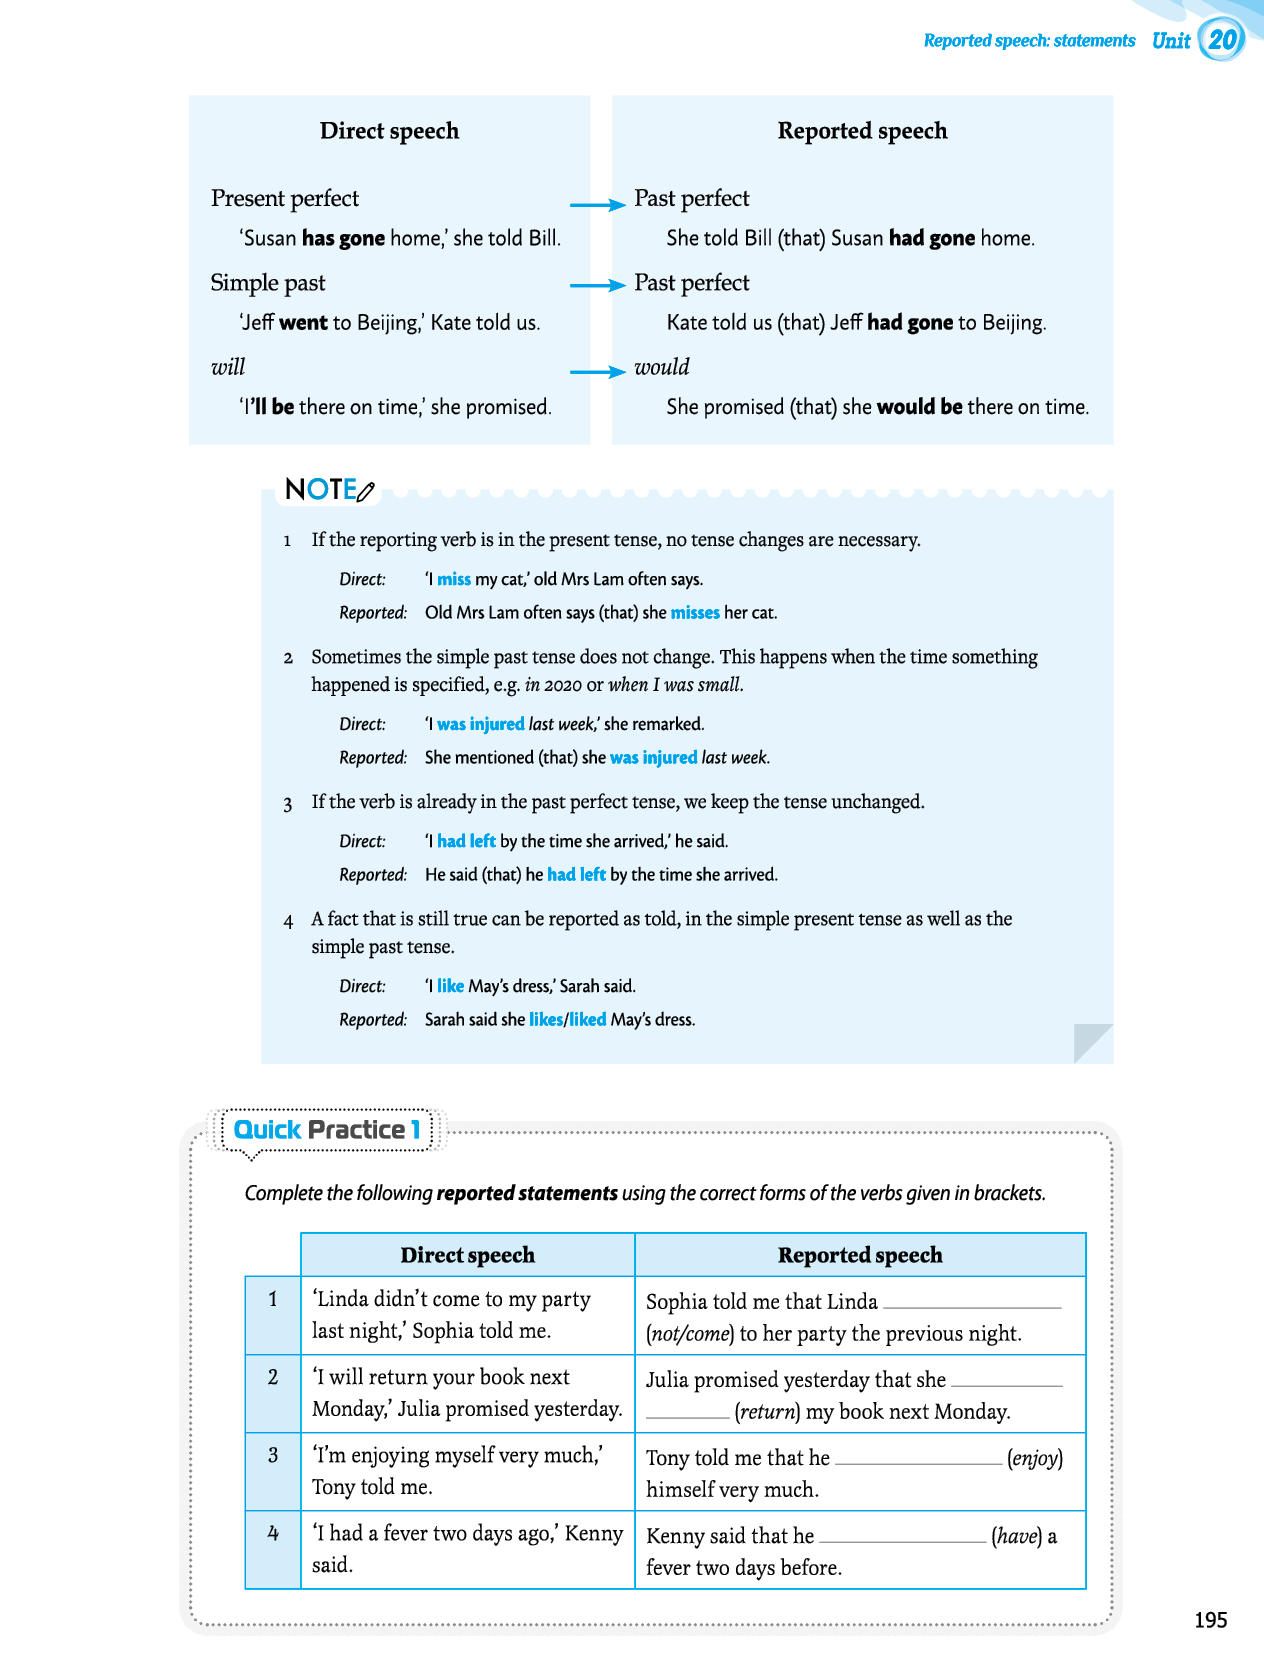 Reported speech: statements Unit 20
Direct speech
Present perfect
‘Susan has gone home,’ she told Bill.
Simple past
‘Jeff went to Beijing,’ Kate told us.
will
‘I’ll be there on time,’ she promised.
Reported speech
Past perfect
She told Bill (that) Susan had gone home.
Past perfect
Kate told us (that) Jeff had gone to Beijing.
would
She promised (that) she would be there on time.
NOTE
1 If the reporting verb is in the present tense, no tense changes are necessary.
Direct: ‘I miss my cat,’ old Mrs Lam often says.
Reported: Old Mrs Lam often says (that) she misses her cat.
2 Sometimes the simple past tense does not change. This happens when the time something
happened is specified, e.g. in 2020 or when I was small.
Direct: ‘I was injured last week,’ she remarked.
Reported: She mentioned (that) she was injured last week.
3 If the verb is already in the past perfect tense, we keep the tense unchanged.
Direct: ‘I had left by the time she arrived,’ he said.
Reported: He said (that) he had left by the time she arrived.
4 A fact that is still true can be reported as told, in the simple present tense as well as the
simple past tense.
Direct: ‘I like May’s dress,’ Sarah said.
Reported: Sarah said she likes/liked May’s dress.
Quick Practice 1
Complete the following reported statements using the correct forms of the verbs given in brackets.
Direct speech
Reported speech
1
‘Linda didn’t come to my party
last night,’ Sophia told me.
Sophia told me that Linda ____________
(not/come) to her party the previous night.
2
‘I will return your book next
Monday,’ Julia promised yesterday.
Julia promised yesterday that she ________
______ (return) my book next Monday.
3
‘I’m enjoying myself very much,’
Tony told me.
Tony told me that he ____________ (enjoy)
himself very much.
4
‘I had a fever two days ago,’ Kenny
said.
Kenny said that he ____________ (have) a
fever two days before.
195